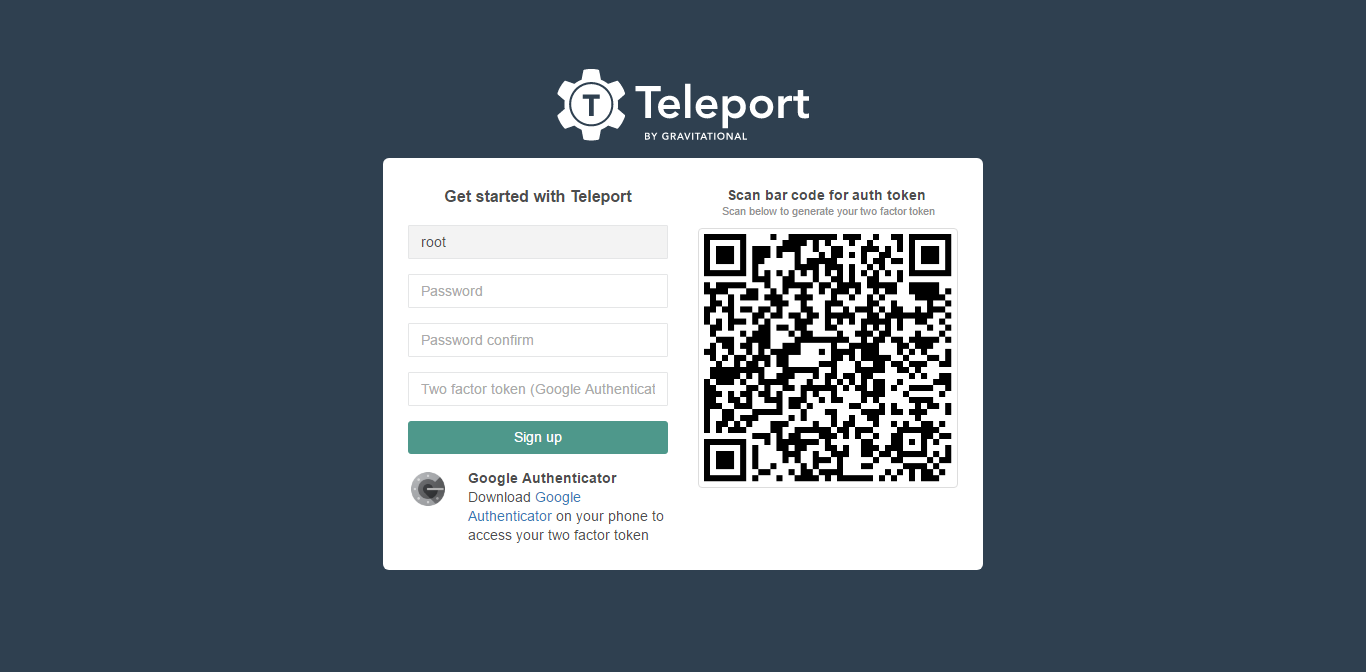 T Teleport
BY GRAVITATIONAL
Get started with Teleport
root
Password
Password confirm
Two factor token (Google Authenticat
Sign up
Google Authenticator
Download Google
Authenticator on your phone to
access your two factor token
Scan bar code for auth token
Scan below to generate your two factor token